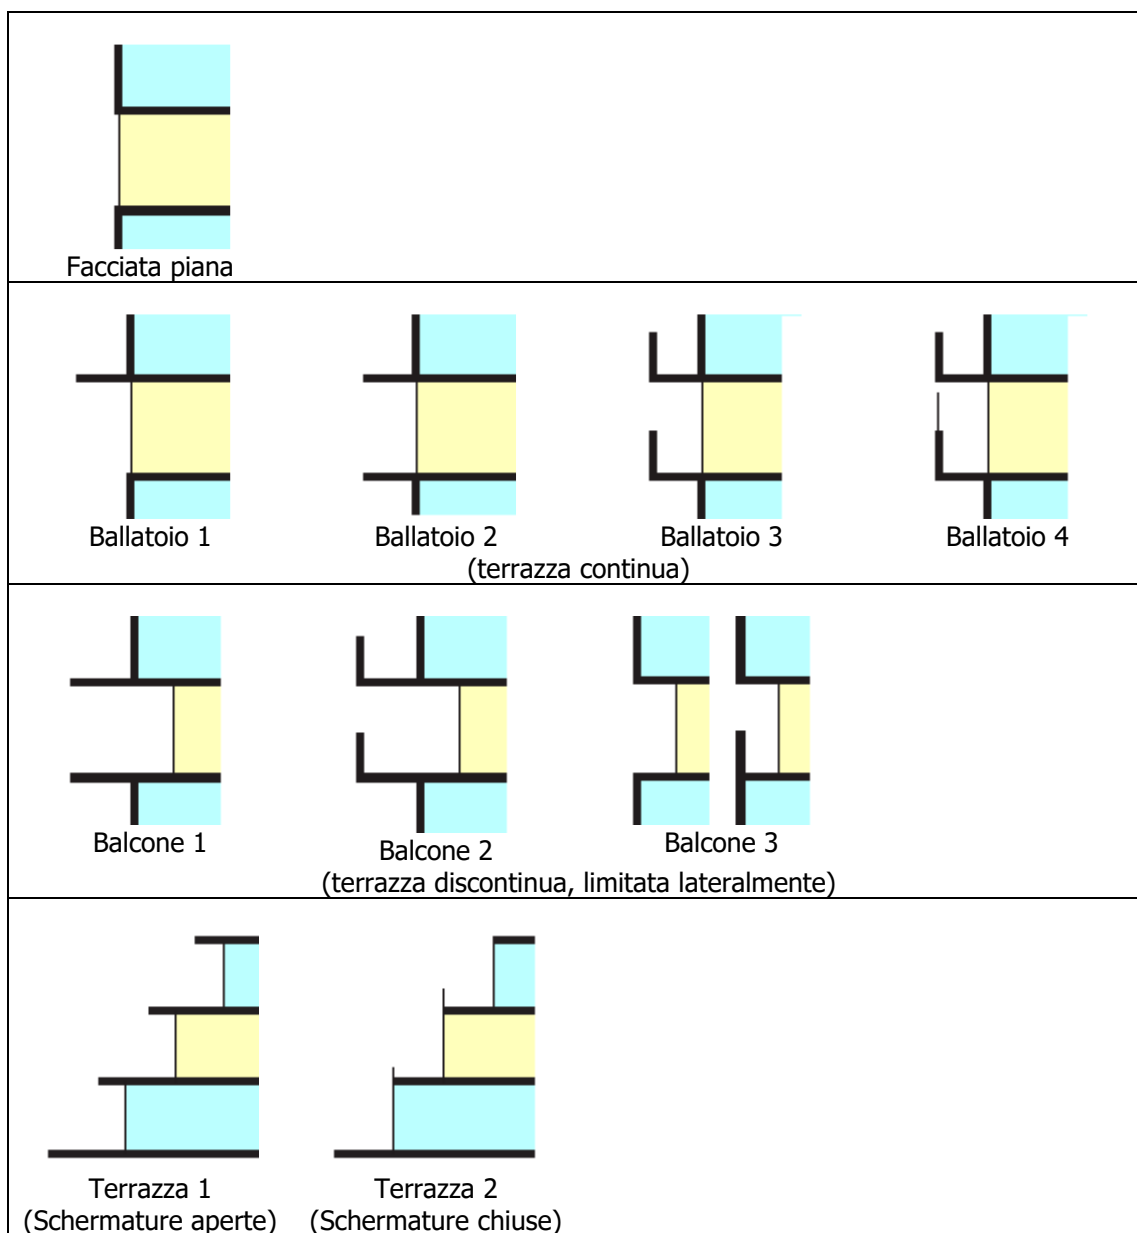 Facciata piana
Ballatoio 1 Ballatoio 2 Ballatoio 3 Ballatoio 4
(terrazza continua)
Balcone 1 Balcone 2 Balcone 3
(terrazza discontinua, limitata lateralmente)
Terrazza 1 Terrazza 2
(Schermature aperte) (Schermature chiuse)